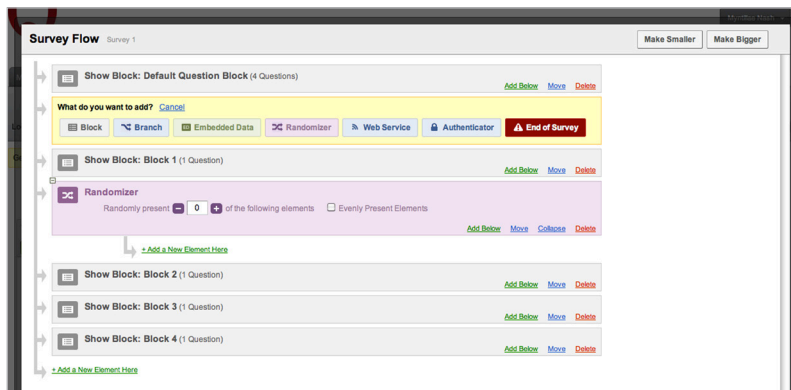 Myntllae Nash
Survey Flow Survey 1 Make Smaller Make Bigger
Show Block: Default Question Block (4 Questions)
Add Below Move Delete
What do you want to add? Cancel
Block Branch Embedded Data Randomizer Web Service Authenticator End of Survey
Show Block: Block 1 (1 Question)
Add Below Move Delete
Randomizer
Randomly present 0 of the following elements Evenly Present Elements
Add Below Move Collapse Delete
+ Add a New Element Here
Show Block: Block 2 (1 Question)
Add Below Move Delete
Show Block: Block 3 (1 Question)
Add Below Move Delete
Show Block: Block 4 (1 Question)
Add Below Move Delete
+ Add a New Element Here